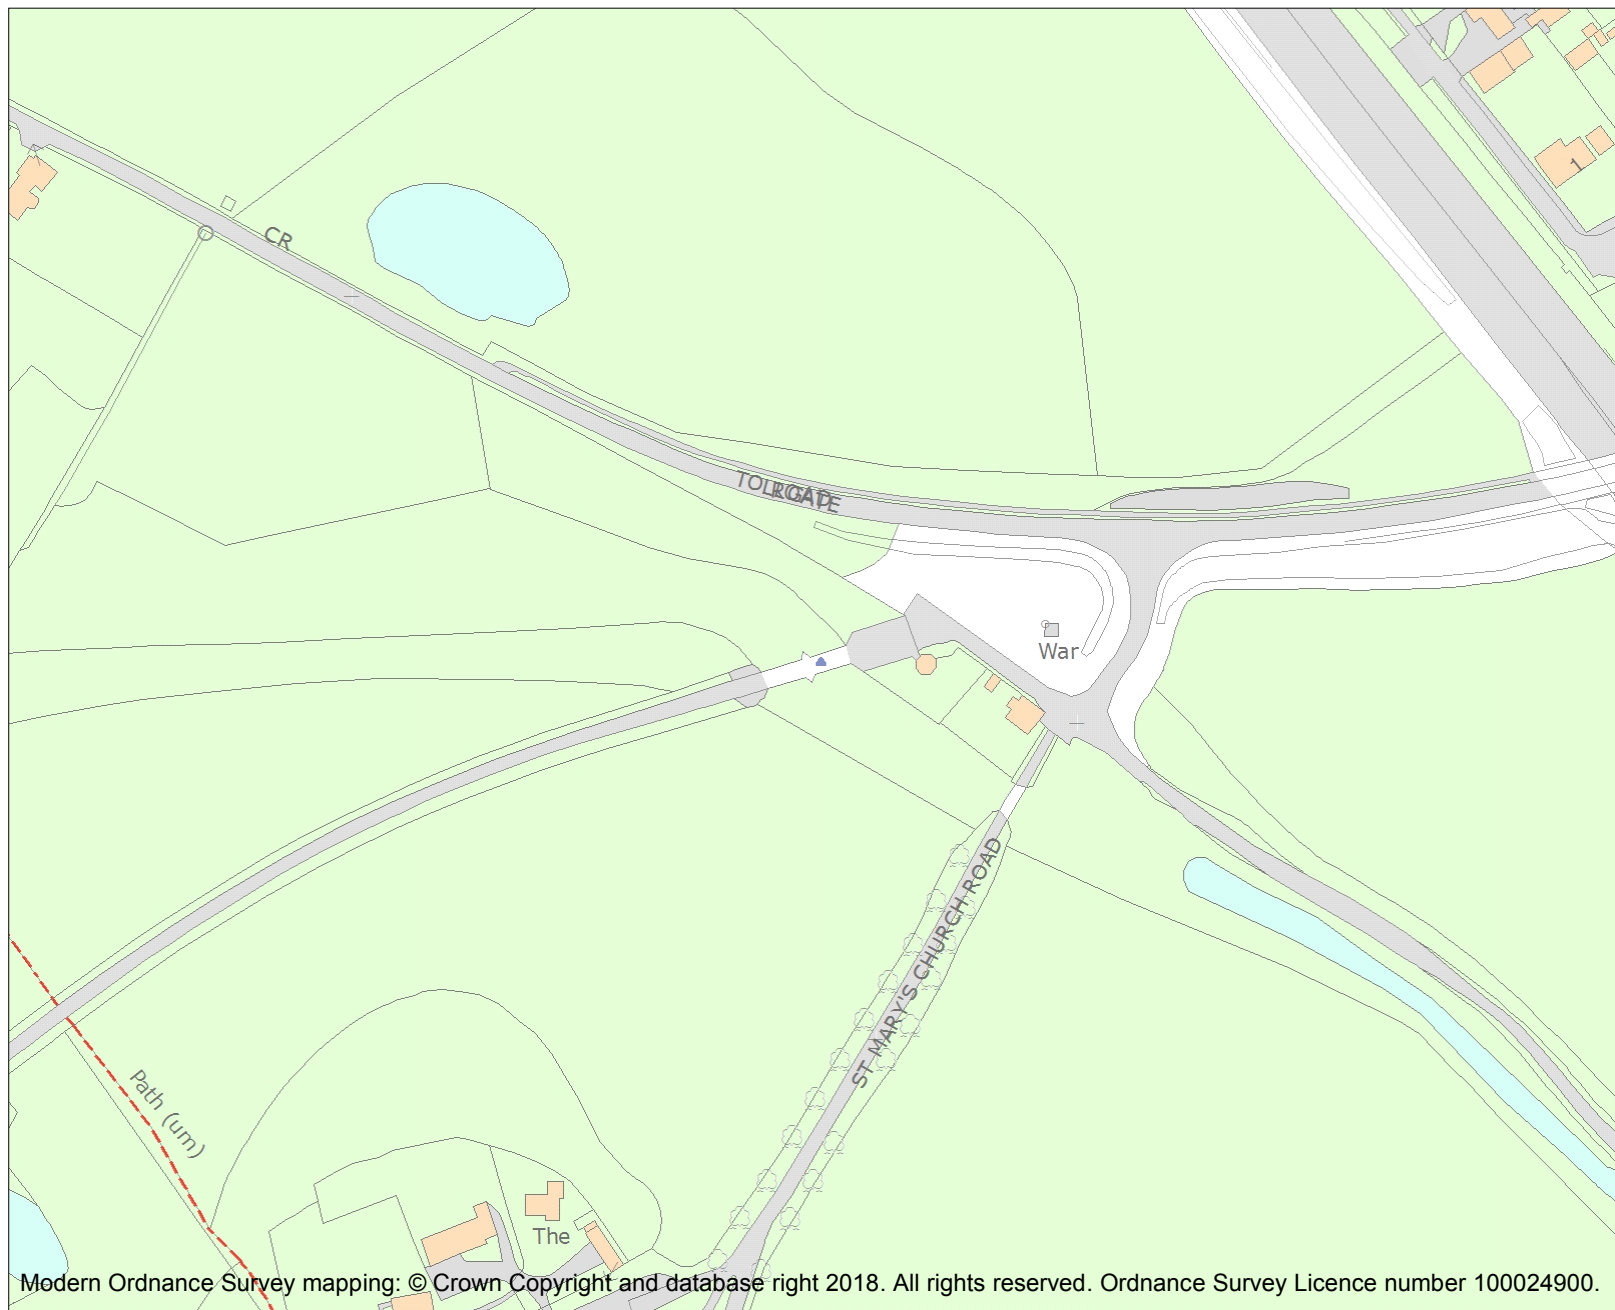 1
CR
TOLLGATE
ROAD
War
ST MARY'S CHURCH ROAD
Path (um)
The
Modern Ordnance Survey mapping: © Crown Copyright and database right 2018. All rights reserved. Ordnance Survey Licence number 100024900.